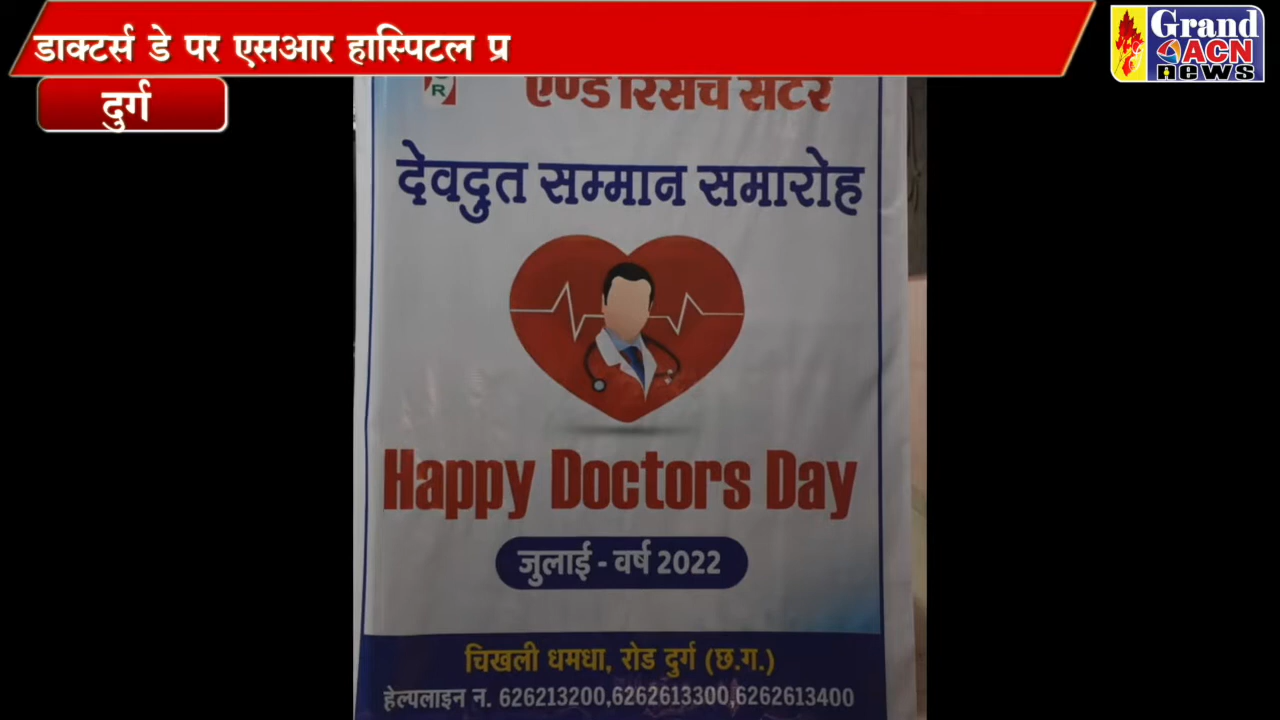 डाक्टर्स डे पर एसआर हास्पिटल प्र
Grand
ACN
news
दुर्ग
R
एण्ड रिसर्च सेंटर
देवदुत सम्मान समारोह
Happy Doctors Day
जुलाई - वर्ष 2022
चिखली धमधा, रोड दुर्ग (छ.ग.)
हेल्पलाइन न. 626213200,6262613300,6262613400